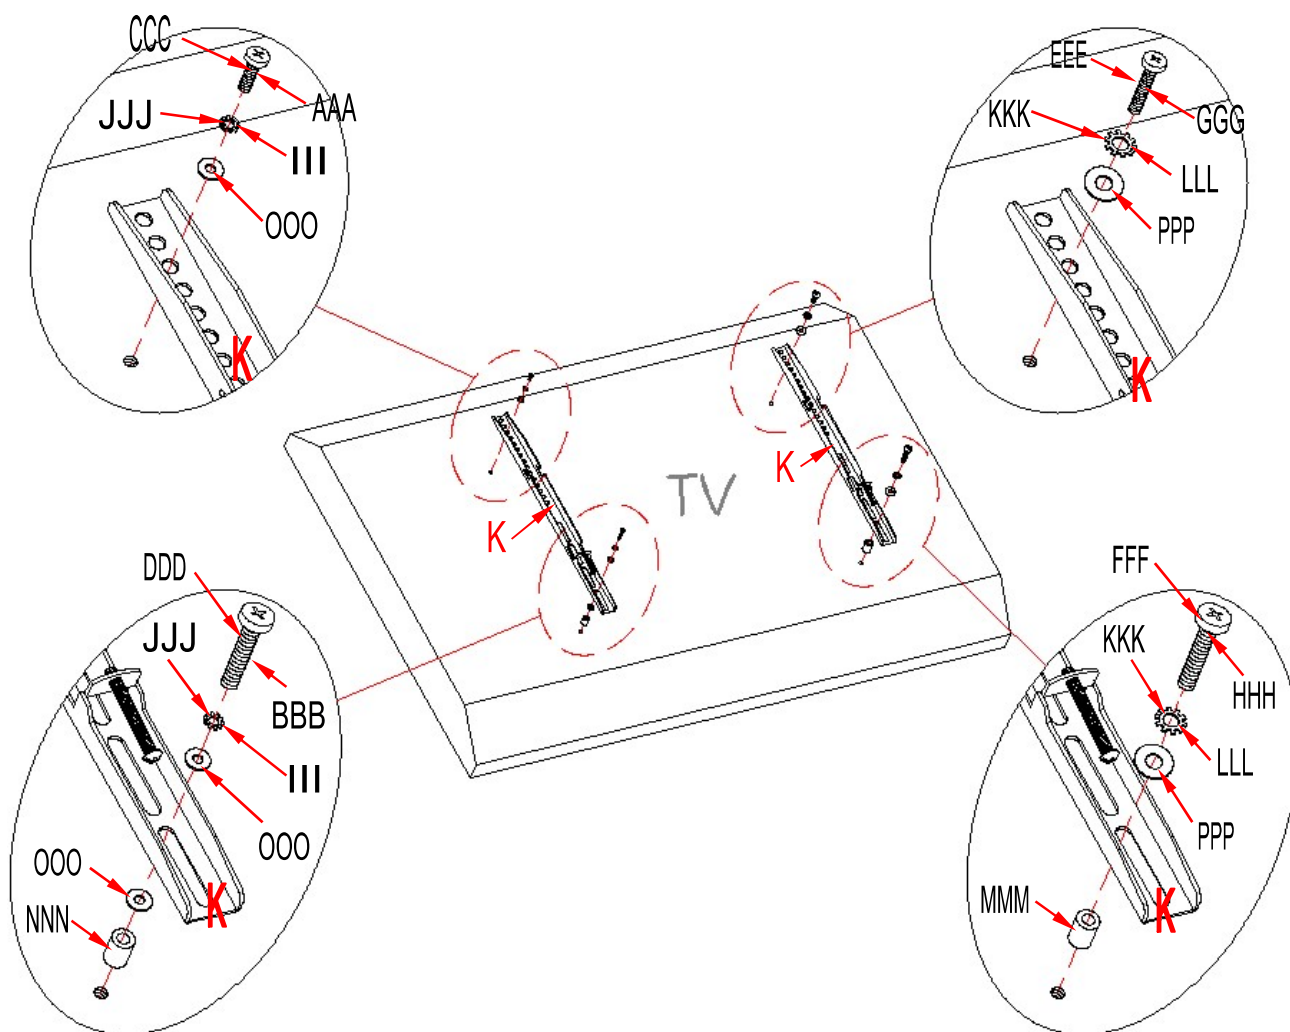 CCC
AAA
JJJ
III
OOO
K
EEE
GGG
KKK
LLL
PPP
K
K
K
TV
DDD
JJJ
BBB
III
OOO
OOO
NNN
K
FFF
KKK
HHH
LLL
PPP
MMM
K